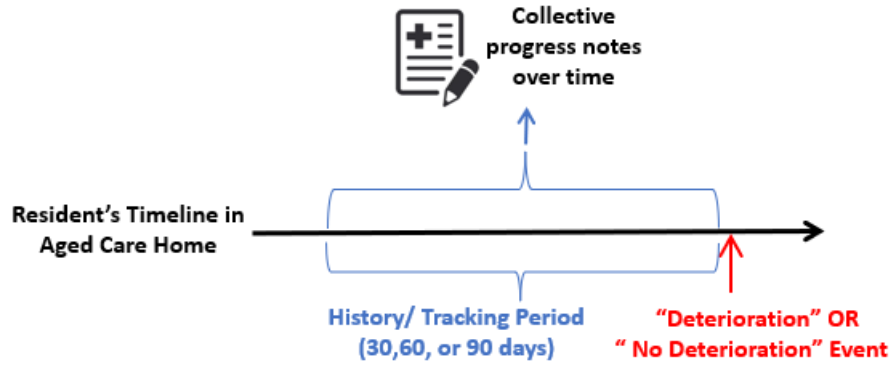 Collective
progress notes
over time
Resident’s Timeline in
Aged Care Home
History/ Tracking Period
(30,60, or 90 days)
“Deterioration” OR
“ No Deterioration” Event